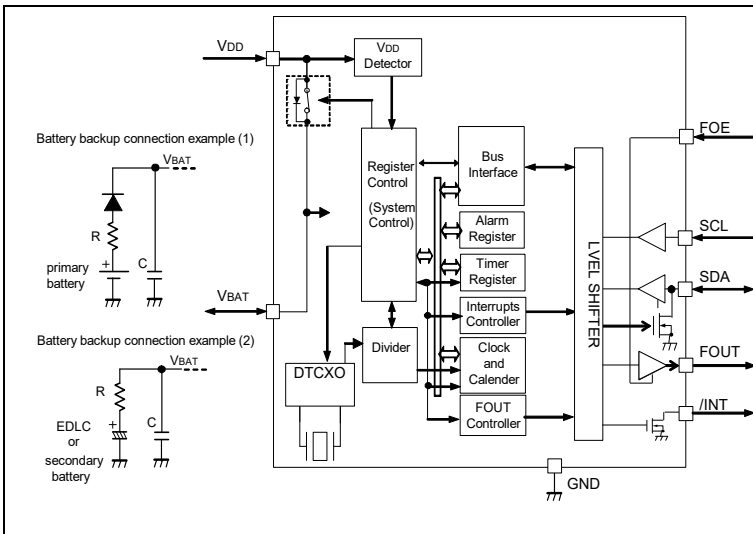 VDD
VDD
Detector
FOE
Battery backup connection example (1)
VBAT
Register
Control
(System
Control)
Bus
Interface
R
C
+
primary
battery
Alarm
Register
SCL
Timer
Register
SDA
VBAT
Interrupts
Controller
LVEL SHIFTER
Battery backup connection example (2)
VBAT
Divider
Clock
and
Calender
FOUT
R
C
+
DTCXO
EDLC
or
secondary
battery
FOUT
Controller
/INT
GND